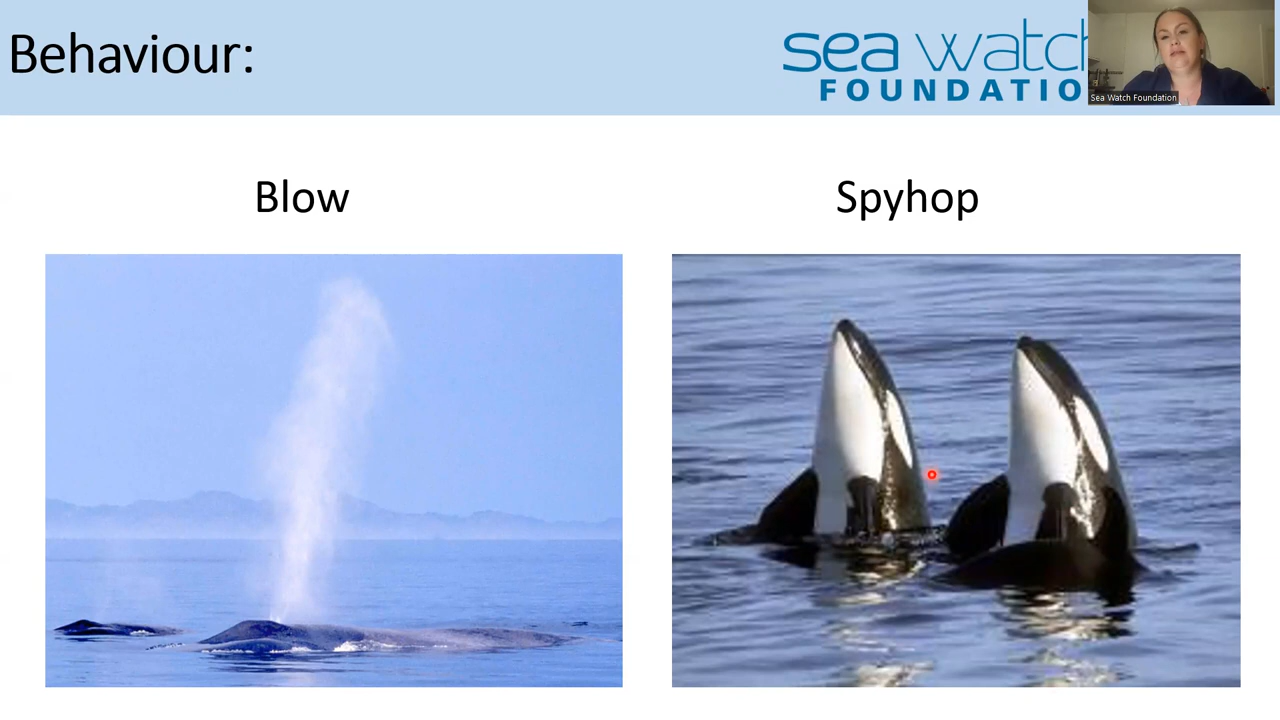 Behaviour:
sea watch
FOUNDATIO
Sea Watch Foundation
Blow
Spyhop